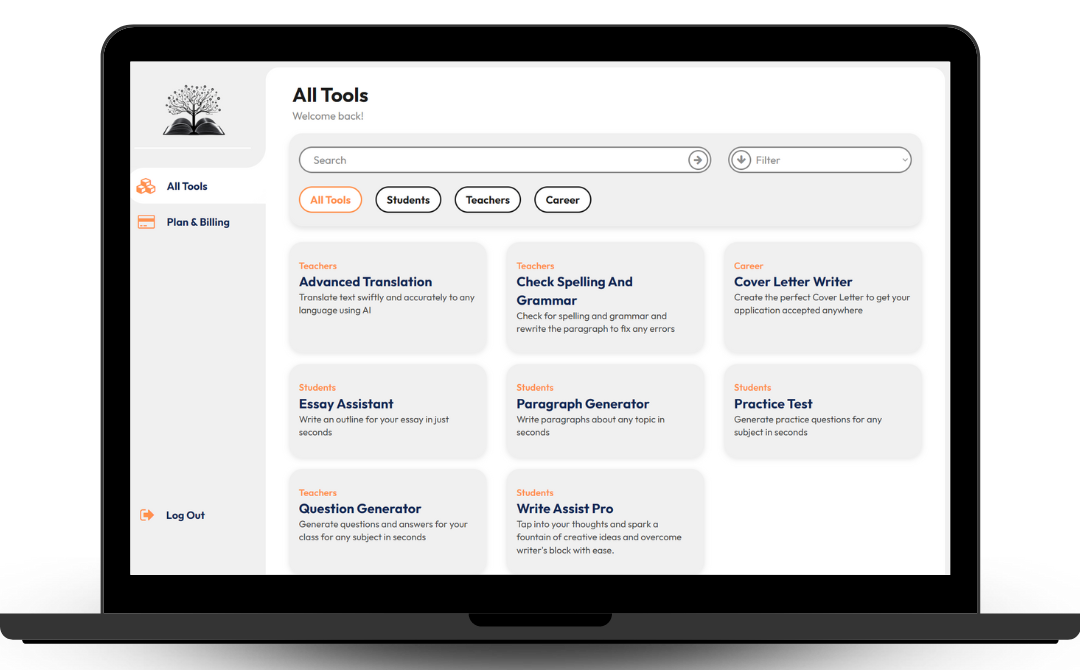 All Tools
Welcome back!
Search
Filter
All Tools
Students
Teachers
Career
All Tools
Plan & Billing
Log Out
Teachers
Advanced Translation
Translate text swiftly and accurately to any
language using AI
Teachers
Check Spelling And
Grammar
Check for spelling and grammar and
rewrite the paragraph to fix any errors
Career
Cover Letter Writer
Create the perfect Cover Letter to get your
application accepted anywhere
Students
Essay Assistant
Write an outline for your essay in just
seconds
Students
Paragraph Generator
Write paragraphs about any topic in
seconds
Students
Practice Test
Generate practice questions for any
subject in seconds
Teachers
Question Generator
Generate questions and answers for your
class for any subject in seconds
Students
Write Assist Pro
Tap into your thoughts and spark a
fountain of creative ideas and overcome
writer's block with ease.